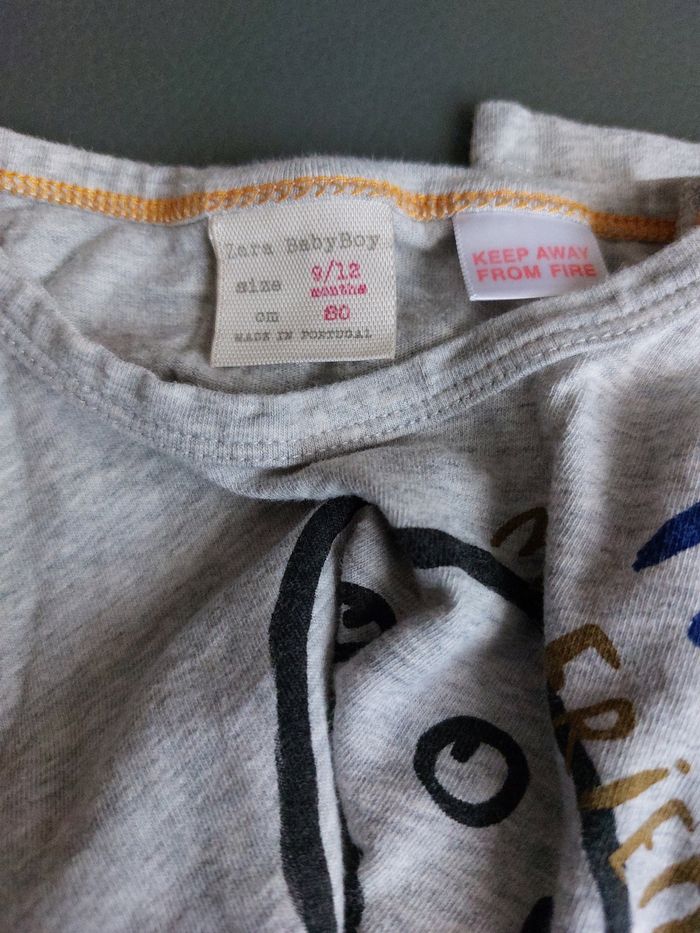 Zara BabyBoy
size 9/12
months
cm 80
MADE IN PORTUGAL
KEEP AWAY
FROM FIRE